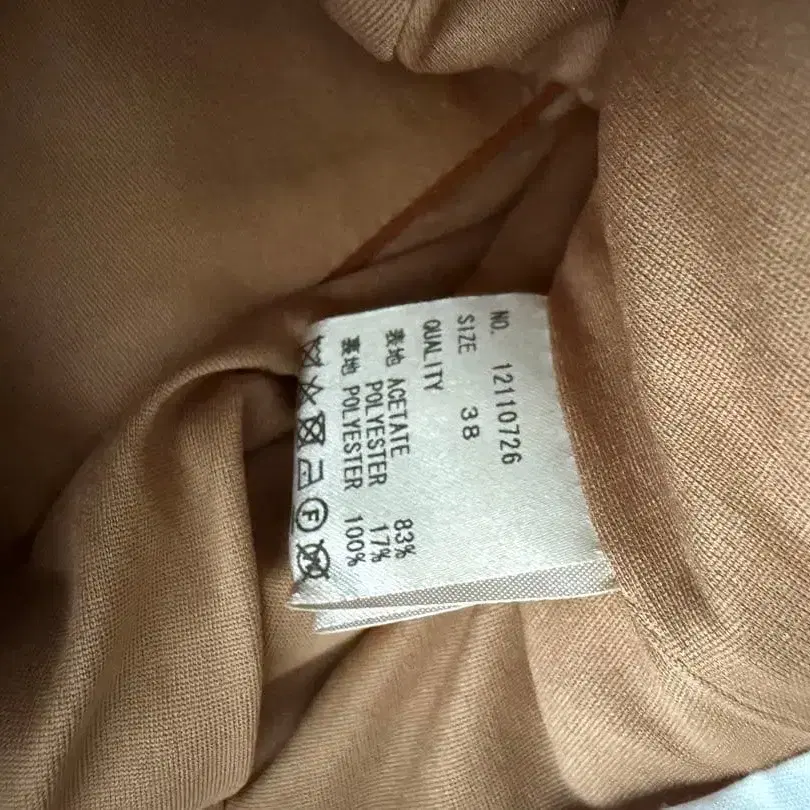 NO. 12110726
SIZE 38
QUALITY
表地 ACETATE 83%
POLYESTER 17%
裏地 POLYESTER 100%
F
W